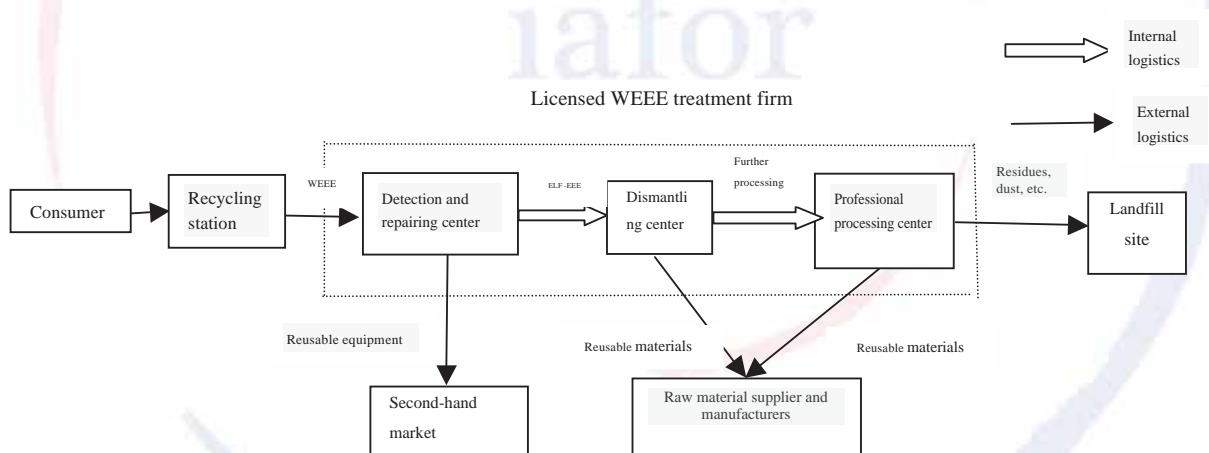 Internal
logistics
Licensed WEEE treatment firm
External
logistics
WEEE
ELF-EEE
Further
processing
Residues,
dust, etc.
Consumer
Recycling
station
Detection and
repairing center
Dismantli
ng center
Professional
processing center
Landfill
site
Reusable equipment
Reusable materials
Reusable materials
Second-hand
market
Raw material supplier and
manufacturers